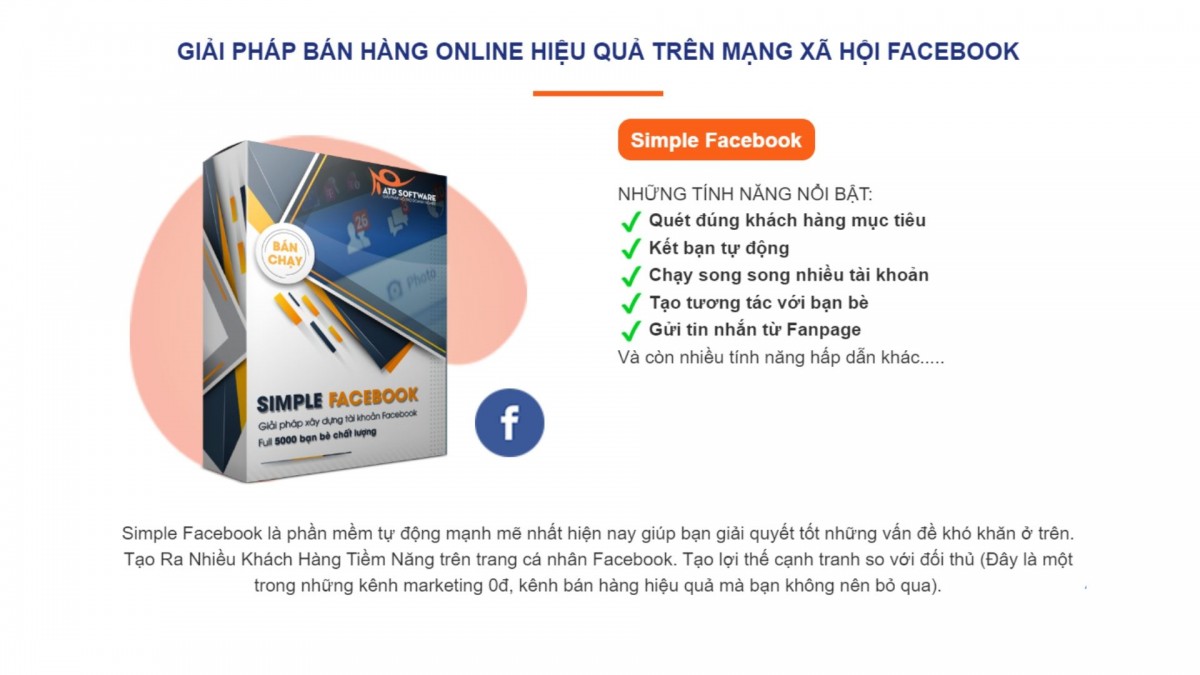 GIẢI PHÁP BÁN HÀNG ONLINE HIỆU QUẢ TRÊN MẠNG XÃ HỘI FACEBOOK
Simple Facebook
NHỮNG TÍNH NĂNG NỔI BẬT:
Quét đúng khách hàng mục tiêu
Kết bạn tự động
Chạy song song nhiều tài khoản
Tạo tương tác với bạn bè
Gửi tin nhắn từ Fanpage
Và còn nhiều tính năng hấp dẫn khác.....
ATP SOFTWARE
26
BÁN
CHẠY
Photo
SIMPLE FACEBOOK
Giải pháp xây dựng tài khoản Facebook
Full 5000 bạn bè chất lượng
f
Simple Facebook là phần mềm tự động mạnh mẽ nhất hiện nay giúp bạn giải quyết tốt những vấn đề khó khăn ở trên.
Tạo Ra Nhiều Khách Hàng Tiềm Năng trên trang cá nhân Facebook. Tạo lợi thế cạnh tranh so với đối thủ (Đây là một
trong những kênh marketing 0đ, kênh bán hàng hiệu quả mà bạn không nên bỏ qua).